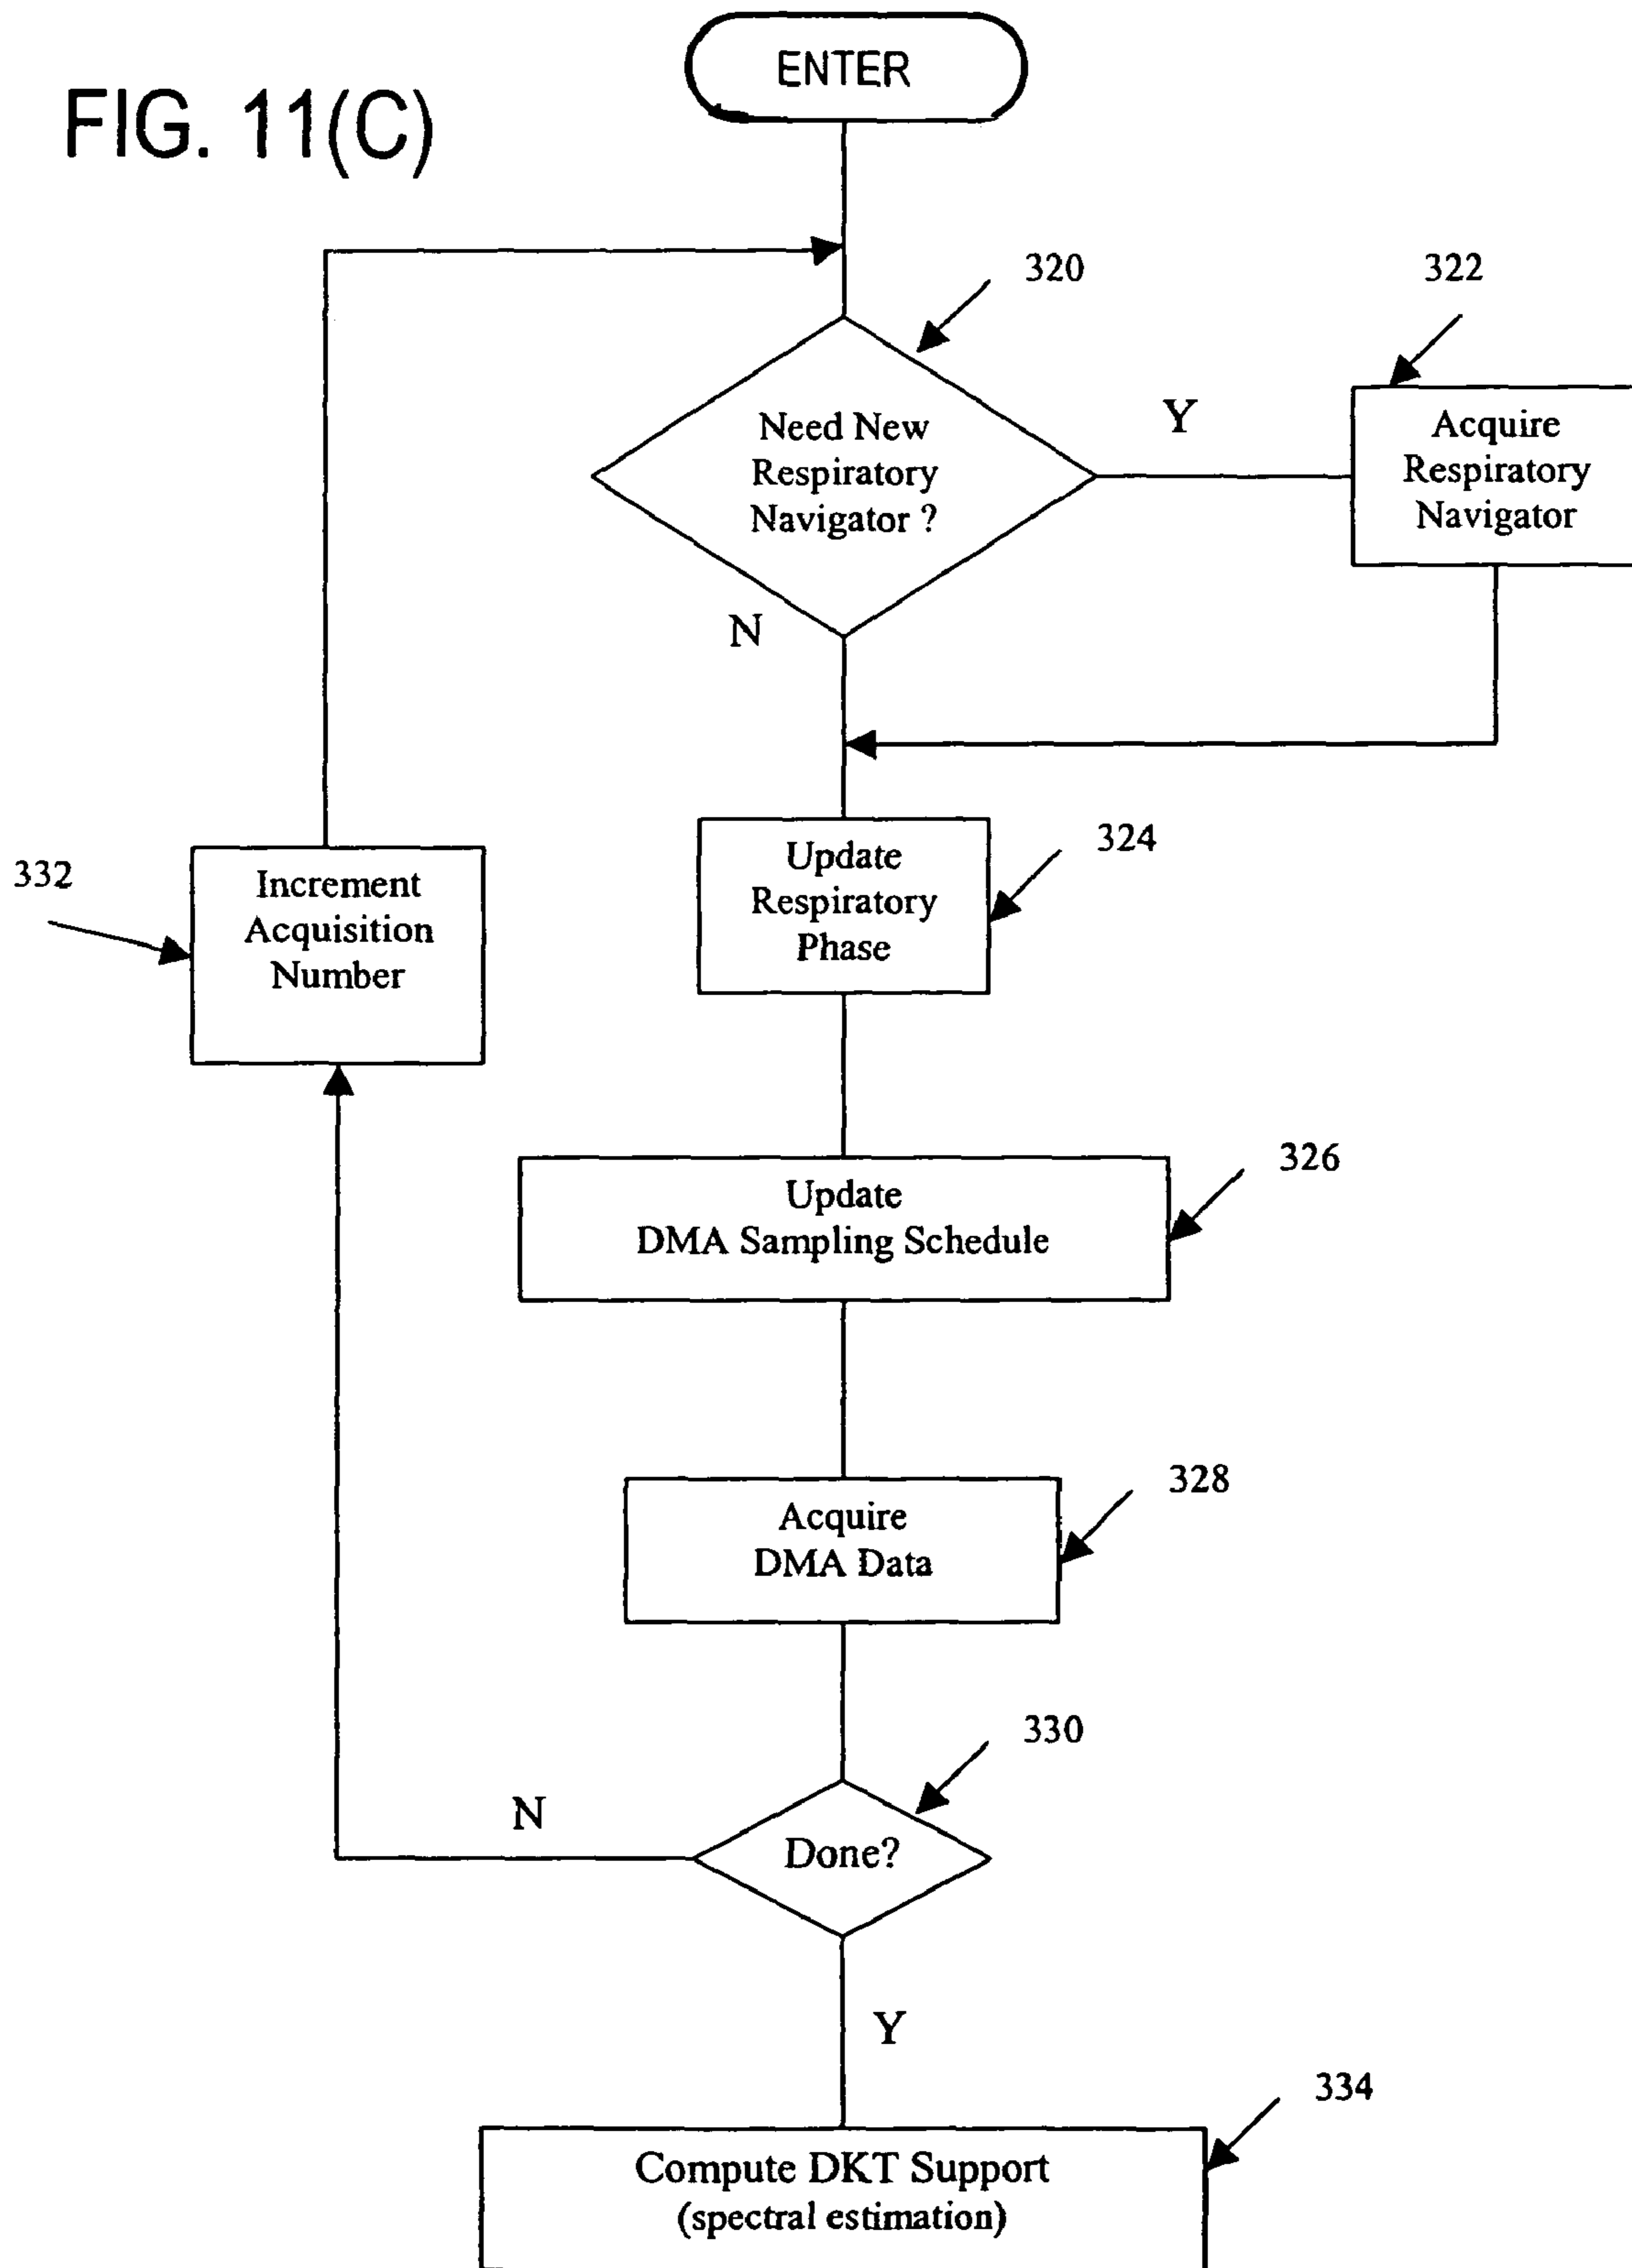 ENTER
FIG. 11(C)
320
322
Need New
Respiratory
Navigator ?
Y
Acquire
Respiratory
Navigator
N
324
Update
Respiratory
Phase
332
Increment
Acquisition
Number
326
Update
DMA Sampling Schedule
328
Acquire
DMA Data
330
N
Done?
Y
334
Compute DKT Support
(spectral estimation)